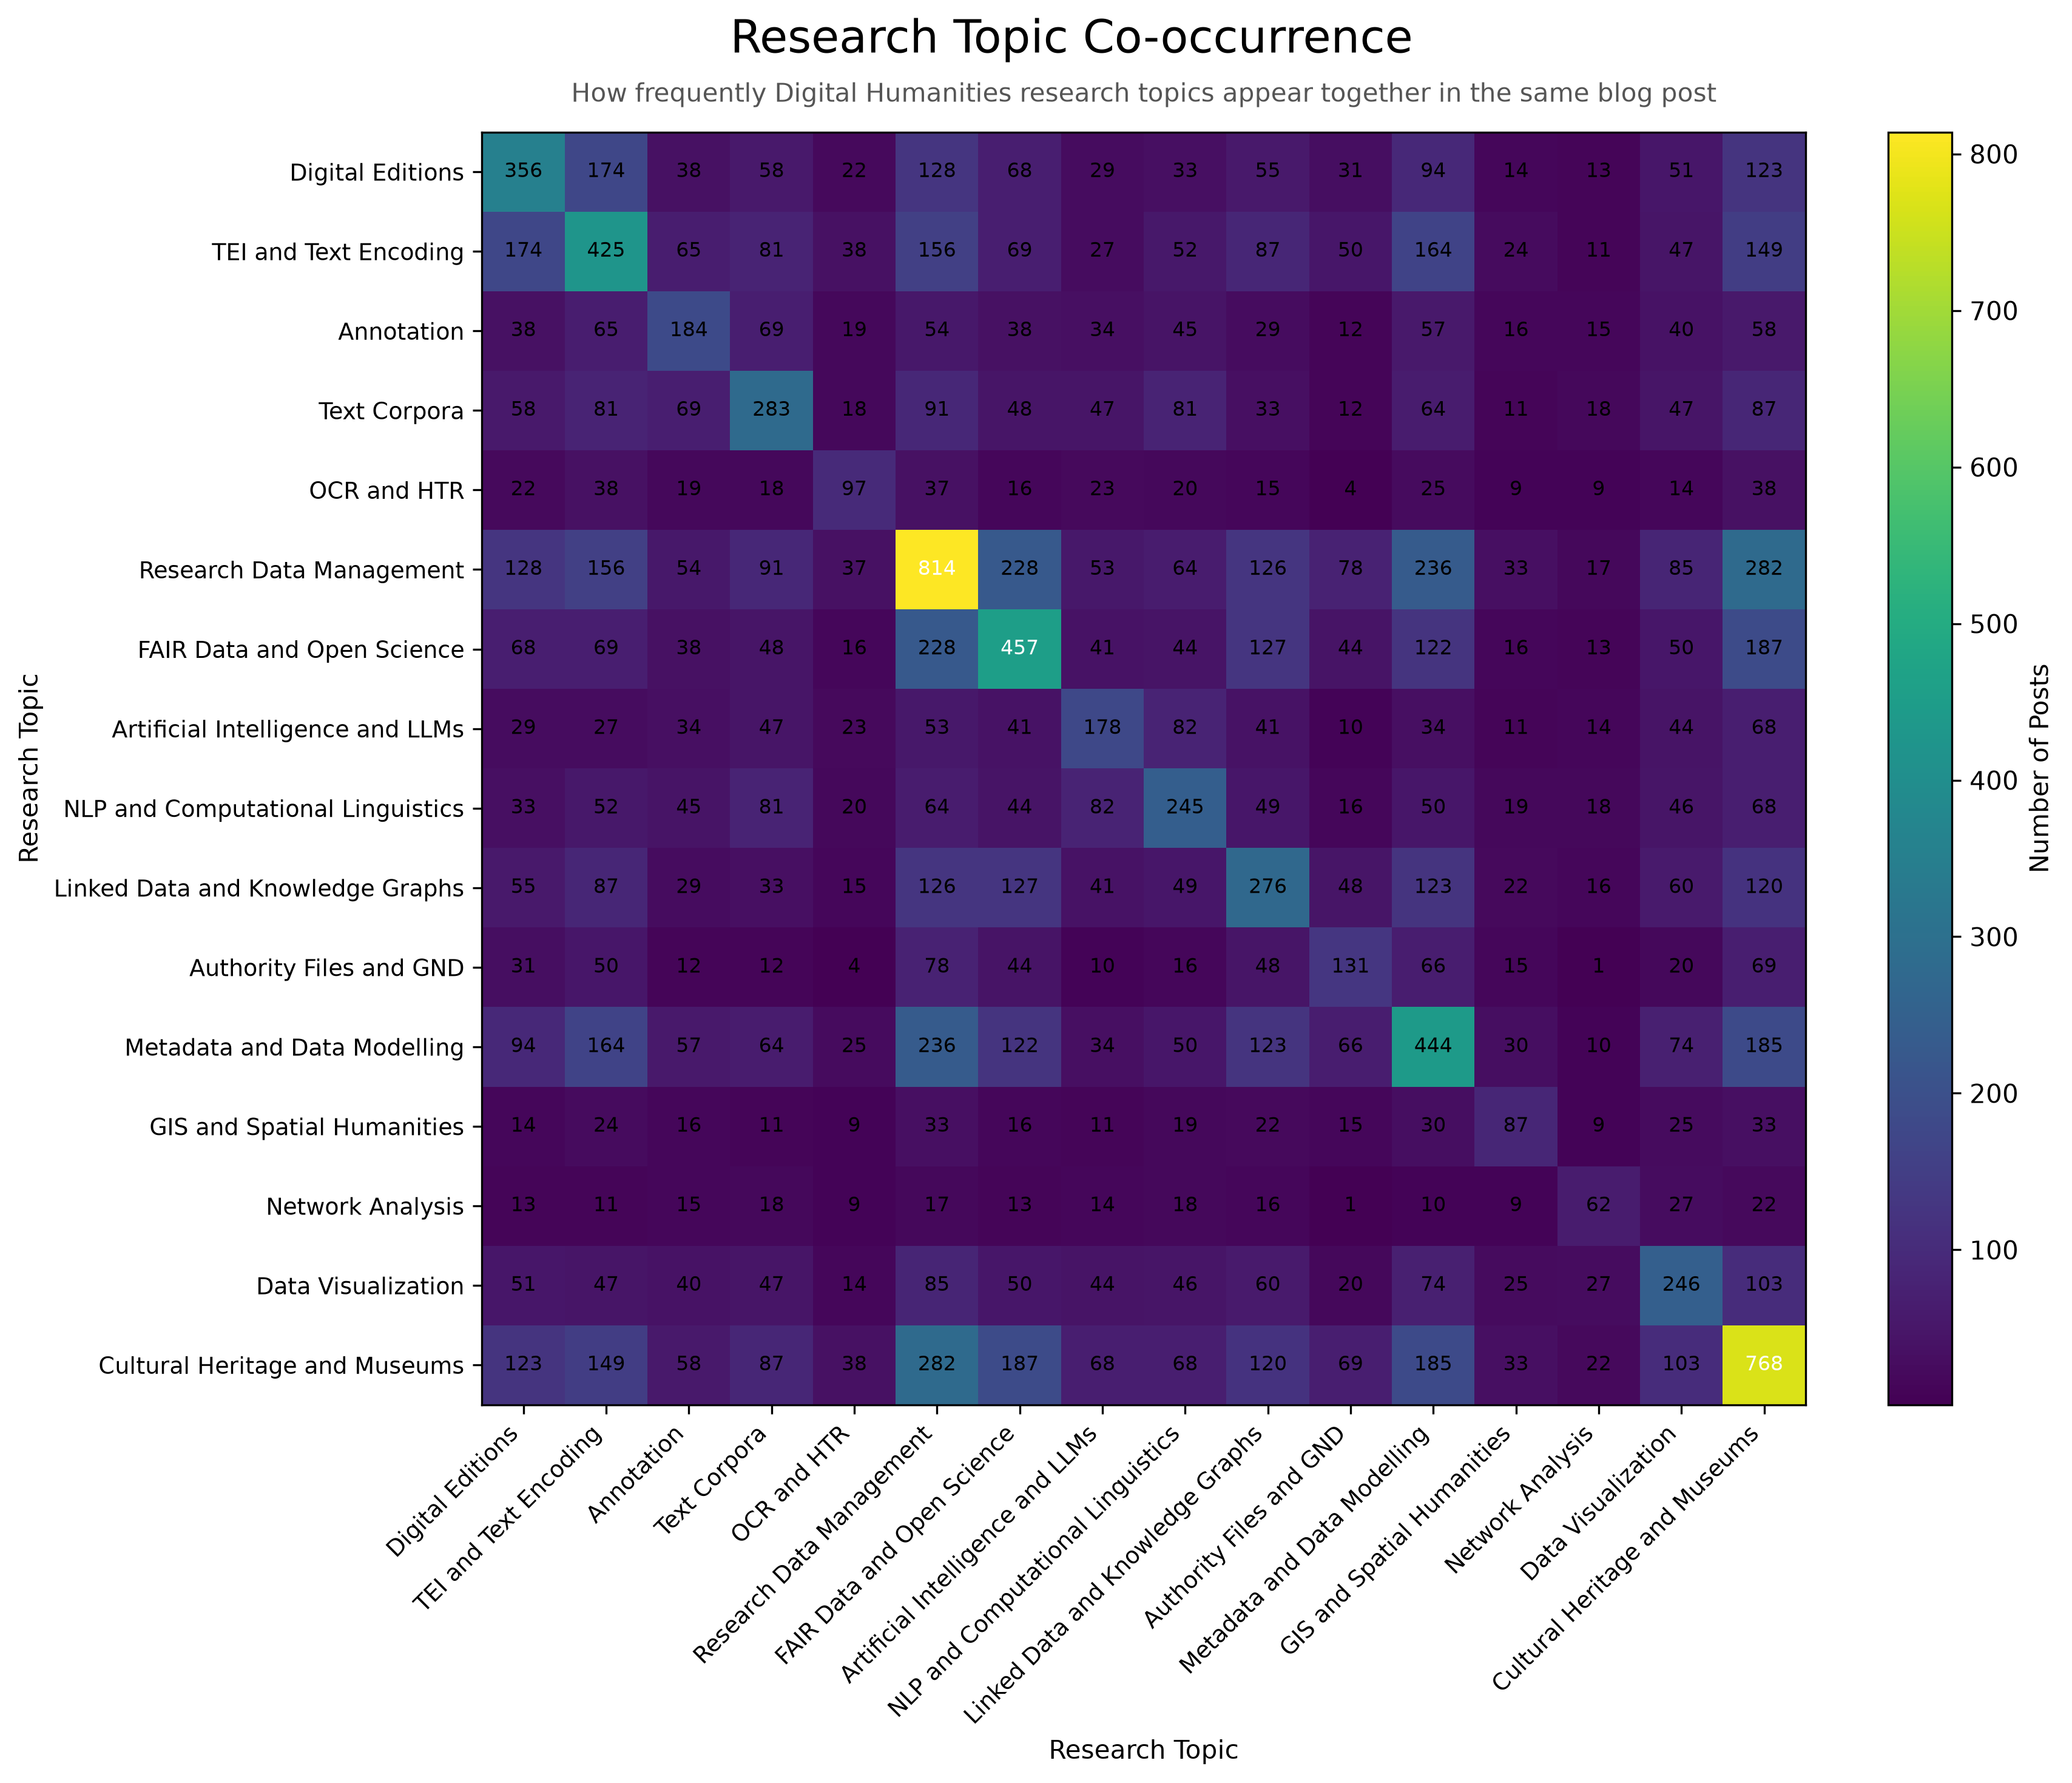 Research Topic Co-occurrence
How frequently Digital Humanities research topics appear together in the same blog post
Digital Editions 356 174 38 58 22 128 68 29 33 55 31 94 14 13 51 123
TEI and Text Encoding 174 425 65 81 38 156 69 27 52 87 50 164 24 11 47 149
Annotation 38 65 184 69 19 54 38 34 45 29 12 57 16 15 40 58
Text Corpora 58 81 69 283 18 91 48 47 81 33 12 64 11 18 47 87
OCR and HTR 22 38 19 18 97 37 16 23 20 15 4 25 9 9 14 38
Research Data Management 128 156 54 91 37 814 228 53 64 126 78 236 33 17 85 282
FAIR Data and Open Science 68 69 38 48 16 228 457 41 44 127 44 122 16 13 50 187
Artificial Intelligence and LLMs 29 27 34 47 23 53 41 178 82 41 10 34 11 14 44 68
NLP and Computational Linguistics 33 52 45 81 20 64 44 82 245 49 16 50 19 18 46 68
Linked Data and Knowledge Graphs 55 87 29 33 15 126 127 41 49 276 48 123 22 16 60 120
Authority Files and GND 31 50 12 12 4 78 44 10 16 48 131 66 15 1 20 69
Metadata and Data Modelling 94 164 57 64 25 236 122 34 50 123 66 444 30 10 74 185
GIS and Spatial Humanities 14 24 16 11 9 33 16 11 19 22 15 30 87 9 25 33
Network Analysis 13 11 15 18 9 17 13 14 18 16 1 10 9 62 27 22
Data Visualization 51 47 40 47 14 85 50 44 46 60 20 74 25 27 246 103
Cultural Heritage and Museums 123 149 58 87 38 282 187 68 68 120 69 185 33 22 103 768
Research Topic
Digital Editions
TEI and Text Encoding
Annotation
Text Corpora
OCR and HTR
Research Data Management
FAIR Data and Open Science
Artificial Intelligence and LLMs
NLP and Computational Linguistics
Linked Data and Knowledge Graphs
Authority Files and GND
Metadata and Data Modelling
GIS and Spatial Humanities
Network Analysis
Data Visualization
Cultural Heritage and Museums
Research Topic
800
700
600
500
400
300
200
100
Number of Posts